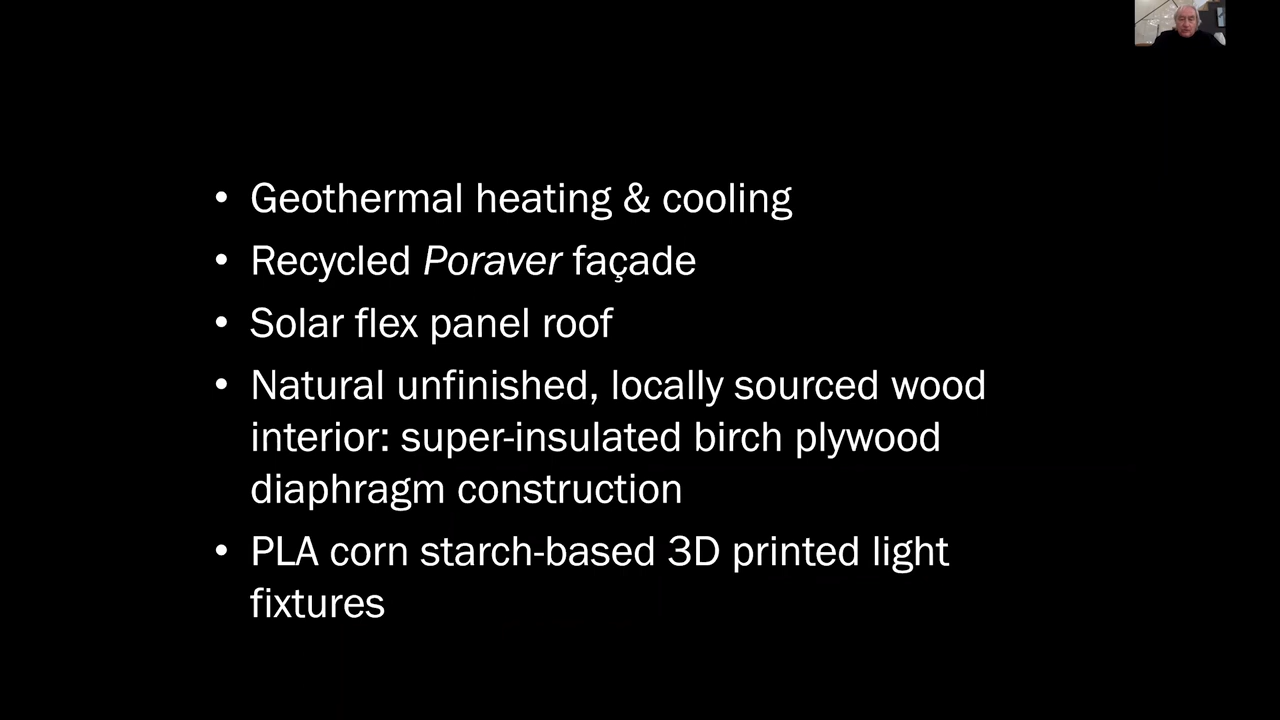 • Geothermal heating & cooling
• Recycled Poraver façade
• Solar flex panel roof
• Natural unfinished, locally sourced wood
interior: super-insulated birch plywood
diaphragm construction
• PLA corn starch-based 3D printed light
fixtures